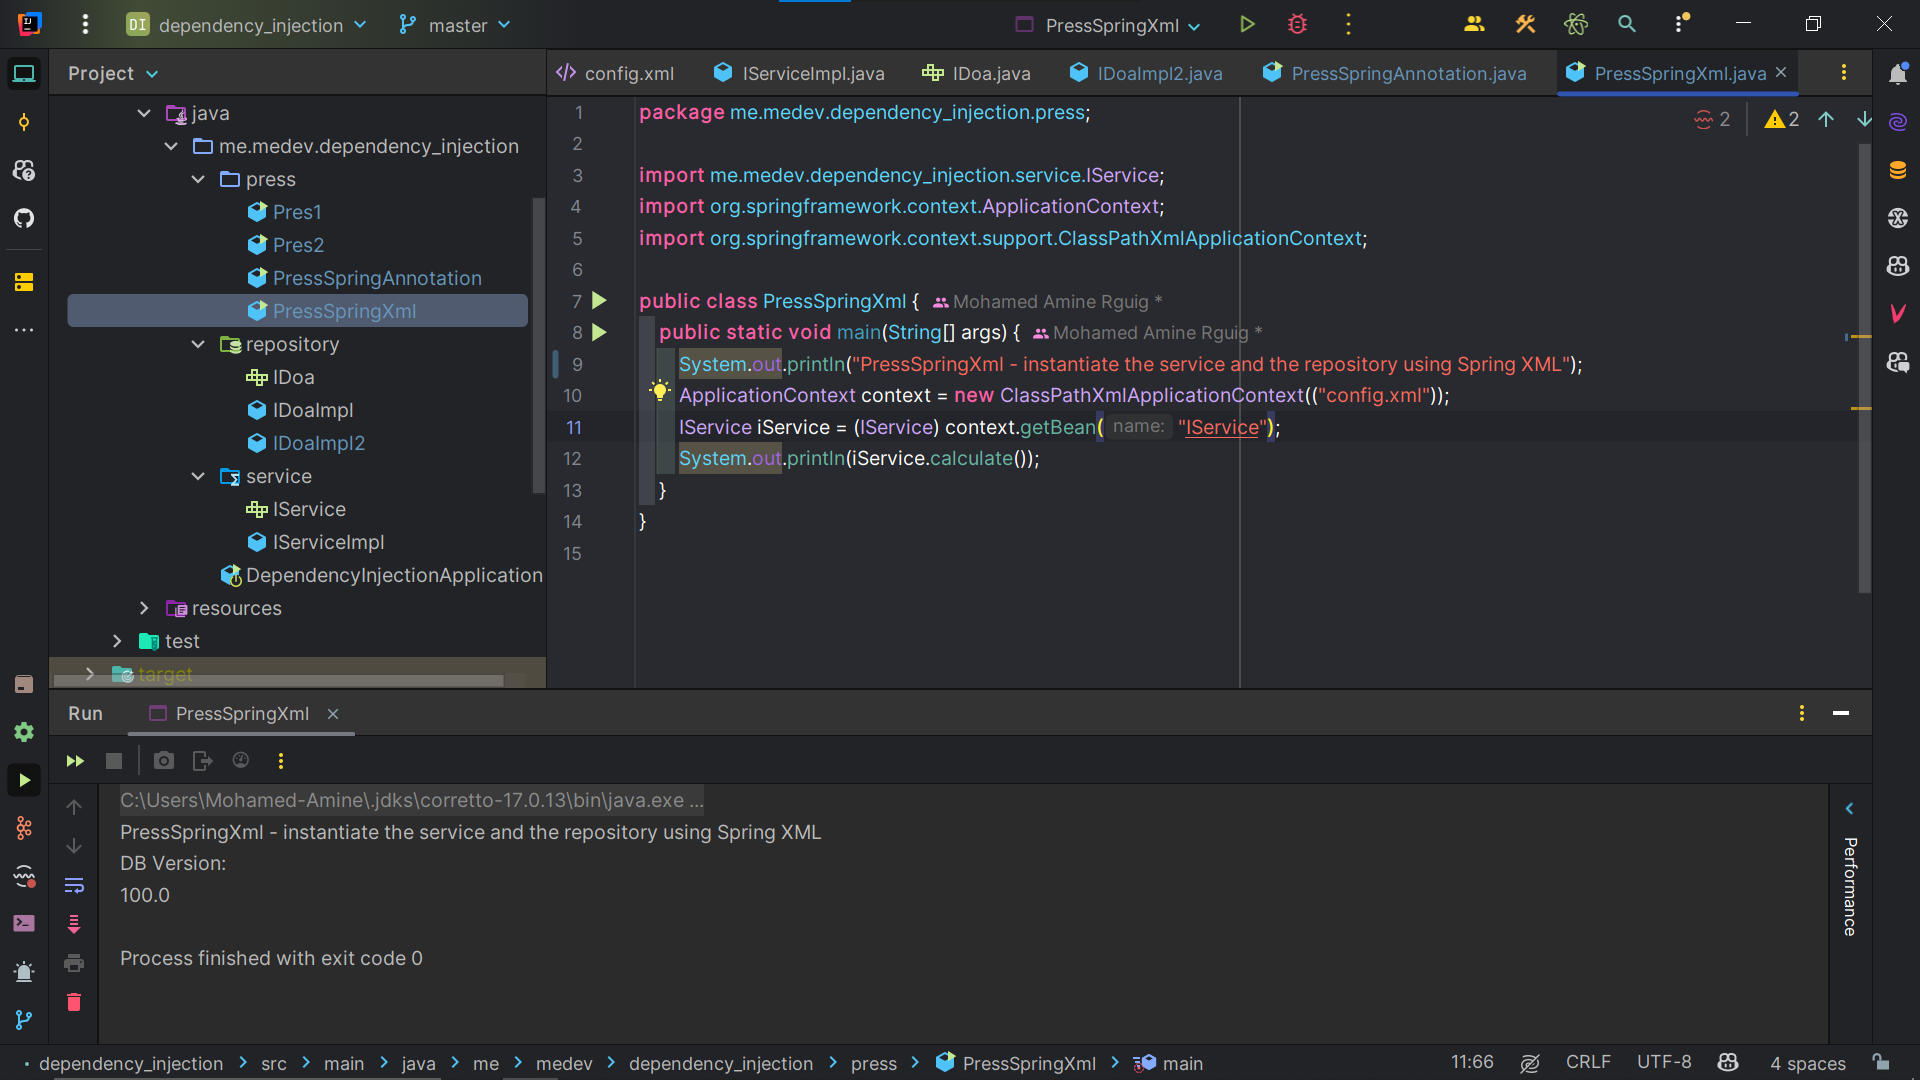 DI dependency_injection master PressSpringXml
Project
config.xml IServiceImpl.java IDoa.java IDoaImpl2.java PressSpringAnnotation.java PressSpringXml.java
java
me.medev.dependency_injection
press
Pres1
Pres2
PressSpringAnnotation
PressSpringXml
repository
IDoa
IDoaImpl
IDoaImpl2
service
IService
IServiceImpl
DependencyInjectionApplication
resources
test
target
2 2
1 package me.medev.dependency_injection.press;
2
3 import me.medev.dependency_injection.service.IService;
4 import org.springframework.context.ApplicationContext;
5 import org.springframework.context.support.ClassPathXmlApplicationContext;
6
7 public class PressSpringXml { Mohamed Amine Rguig *
8 public static void main(String[] args) { Mohamed Amine Rguig *
9 System.out.println("PressSpringXml - instantiate the service and the repository using Spring XML");
10 ApplicationContext context = new ClassPathXmlApplicationContext(("config.xml"));
11 IService iService = (IService) context.getBean( name: "IService");
12 System.out.println(iService.calculate());
13 }
14 }
15
Run PressSpringXml
C:\Users\Mohamed-Amine\.jdks\corretto-17.0.13\bin\java.exe ...
PressSpringXml - instantiate the service and the repository using Spring XML
DB Version:
100.0
Process finished with exit code 0
Performance
dependency_injection src main java me medev dependency_injection press PressSpringXml main 11:66 CRLF UTF-8 4 spaces